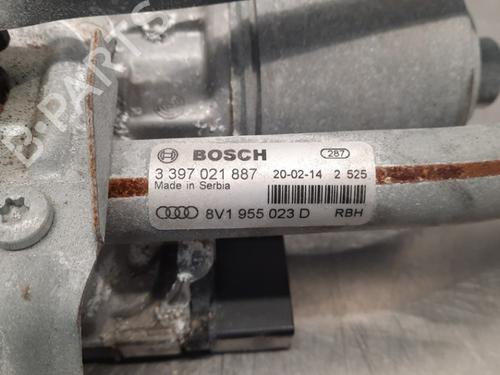 B-PARTS
BOSCH
287
3 397 021 887 20-02-14 2 525
Made in Serbia
8V1 955 023 D RBH